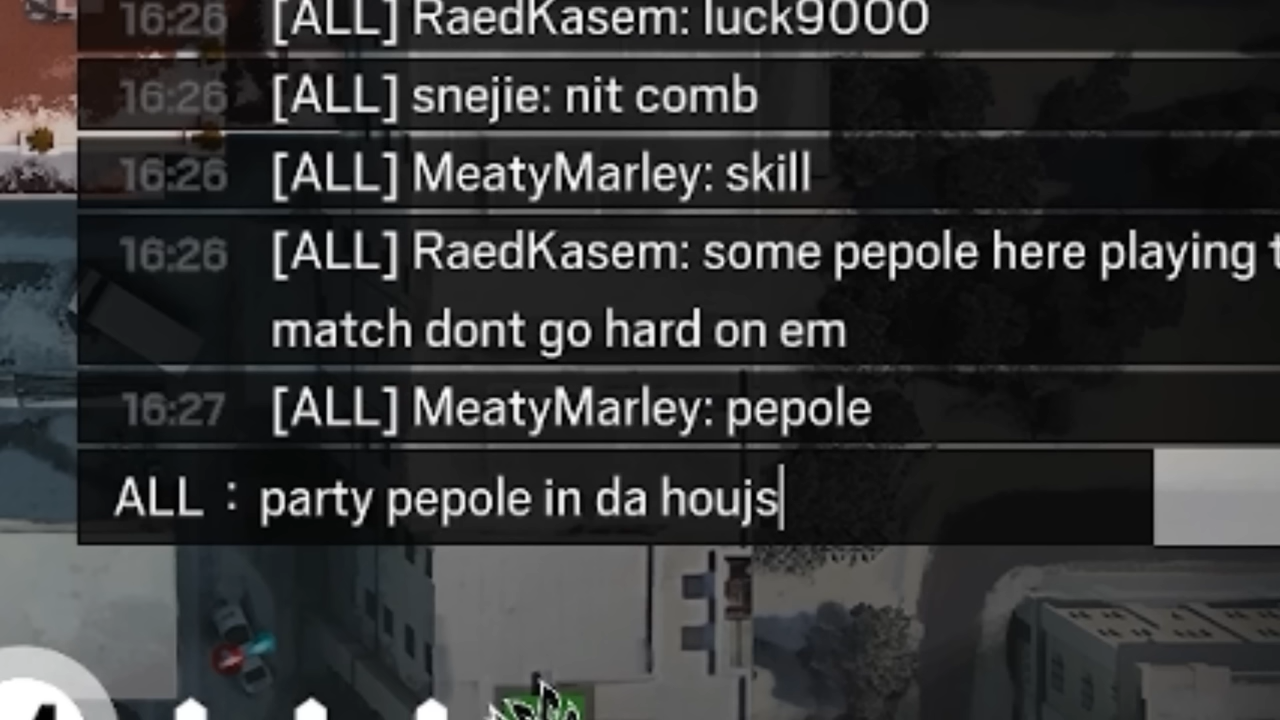 16:26 [ALL] RaedKasem: luck9000
16:26 [ALL] snejie: nit comb
16:26 [ALL] MeatyMarley: skill
16:26 [ALL] RaedKasem: some pepole here playing
match dont go hard on em
16:27 [ALL] MeatyMarley: pepole
ALL : party pepole in da houjs